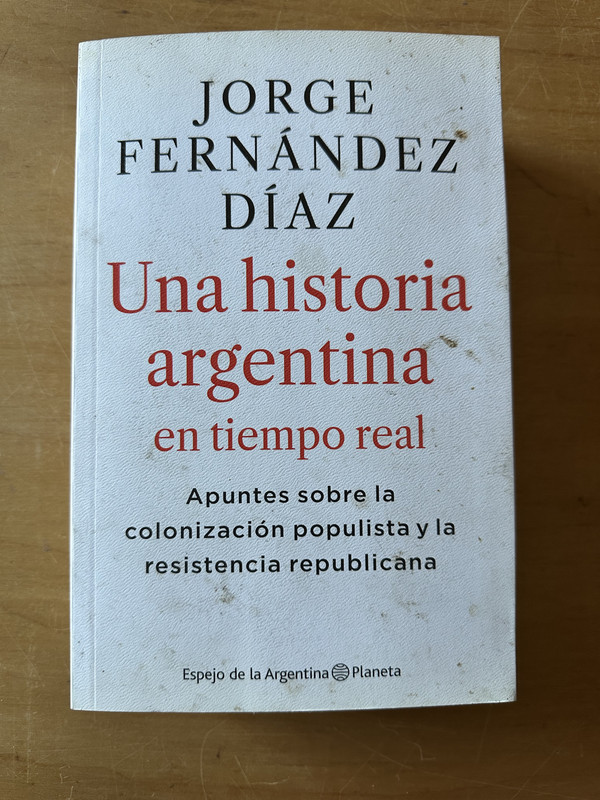 JORGE
FERNÁNDEZ
DÍAZ
Una historia
argentina
en tiempo real
Apuntes sobre la
colonización populista y la
resistencia republicana
Espejo de la Argentina Planeta